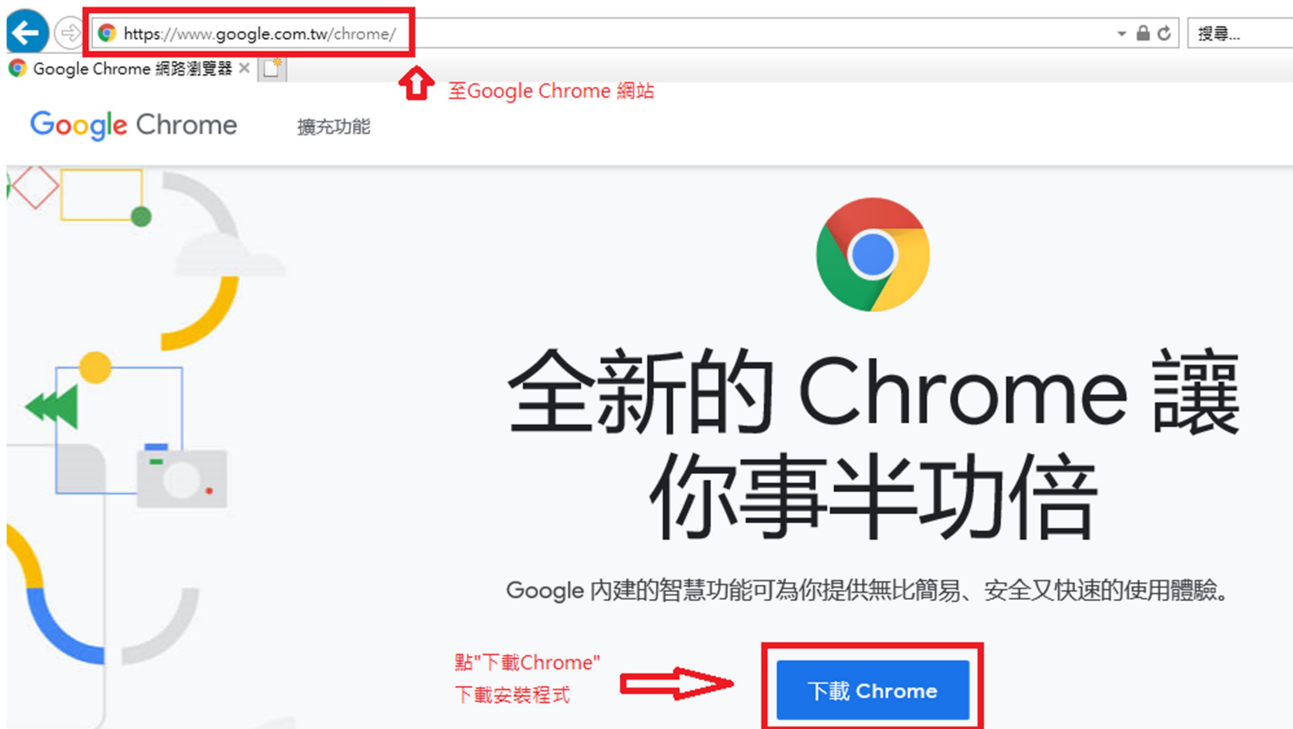 https://www.google.com.tw/chrome/
搜尋...
Google Chrome 網路瀏覽器
至Google Chrome 網站
Google Chrome
擴充功能
全新的 Chrome 讓
你事半功倍
Google 內建的智慧功能可為你提供無比簡易、安全又快速的使用體驗。
點"下載Chrome"
下載安裝程式
下載 Chrome